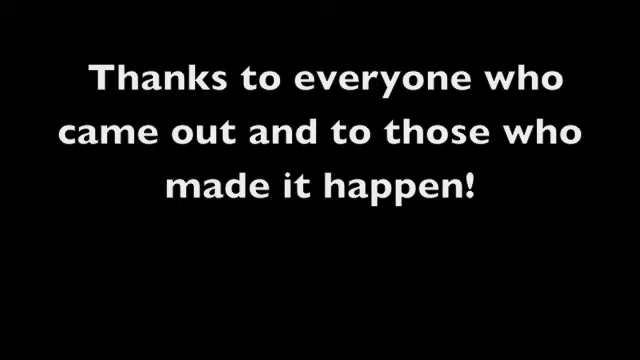 Thanks to everyone who
came out and to those who
made it happen!